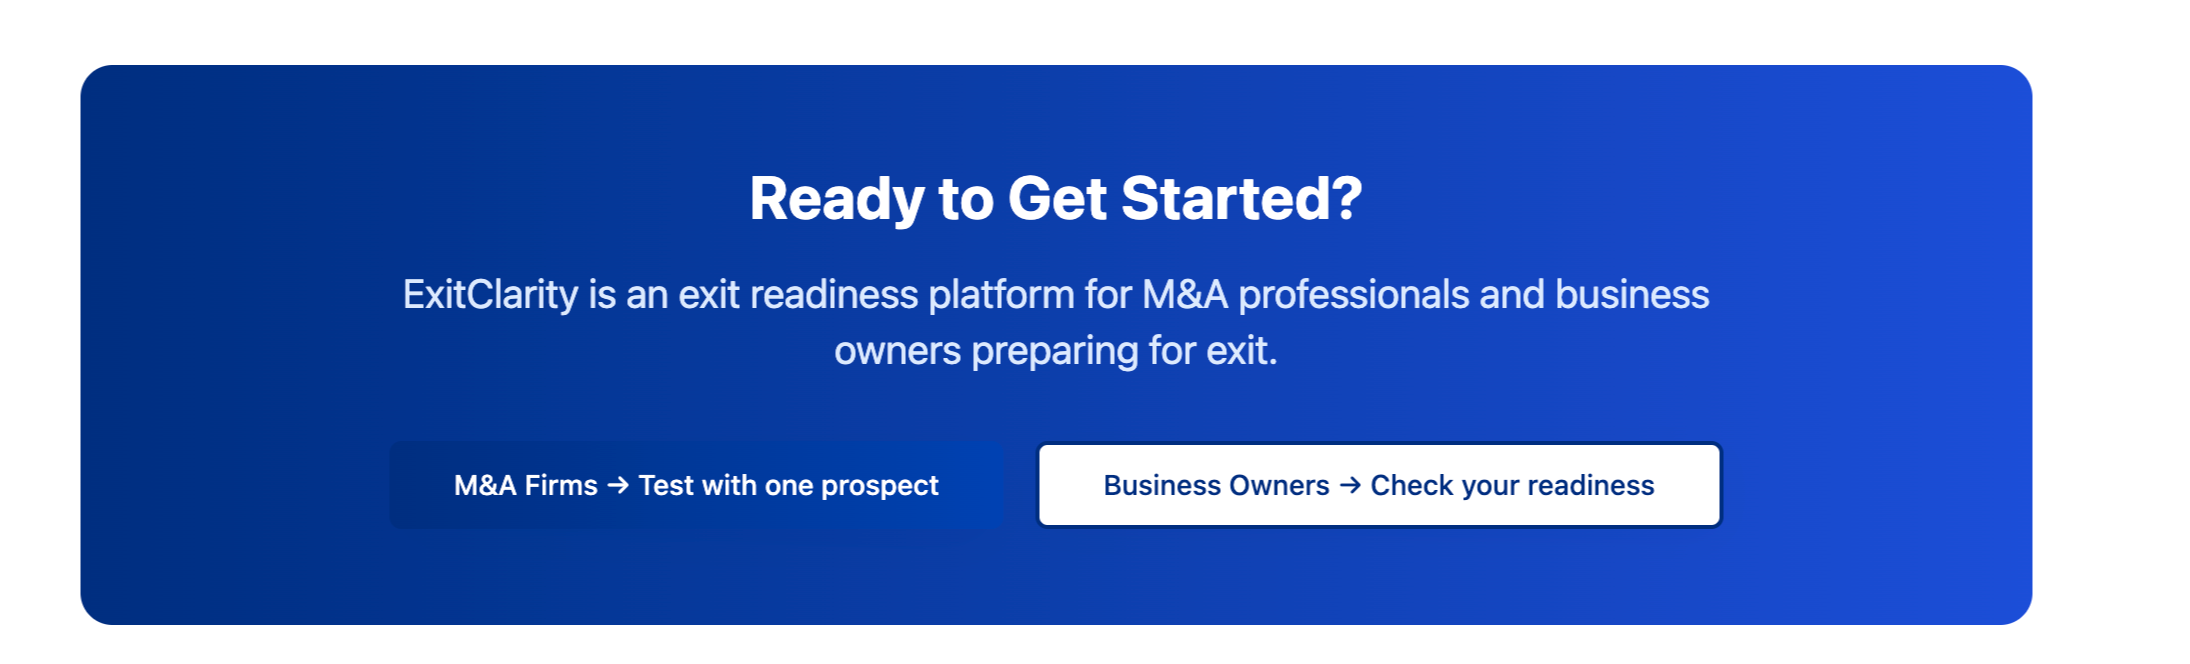 Ready to Get Started?
ExitClarity is an exit readiness platform for M&A professionals and business
owners preparing for exit.
M&A Firms → Test with one prospect
Business Owners → Check your readiness